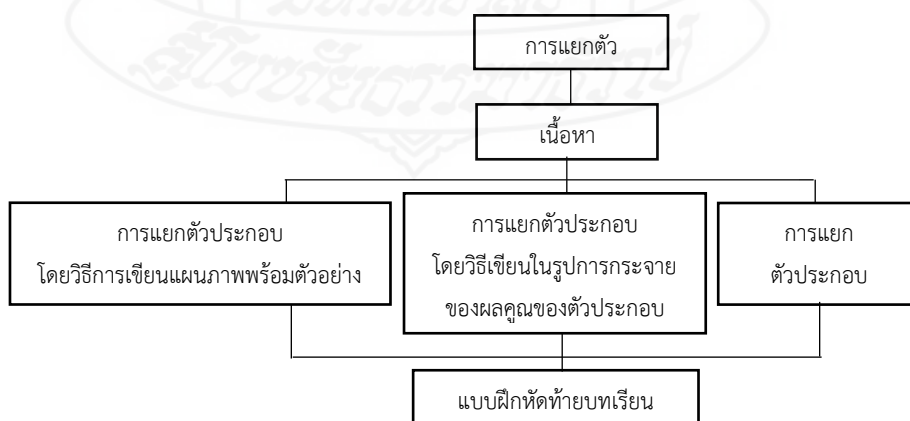 การแยกตัว
เนื้อหา
การแยกตัวประกอบ
โดยวิธีการเขียนแผนภาพพร้อมตัวอย่าง
การแยกตัวประกอบ
โดยวิธีเขียนในรูปการกระจาย
ของผลคูณของตัวประกอบ
การแยก
ตัวประกอบ
แบบฝึกหัดท้ายบทเรียน